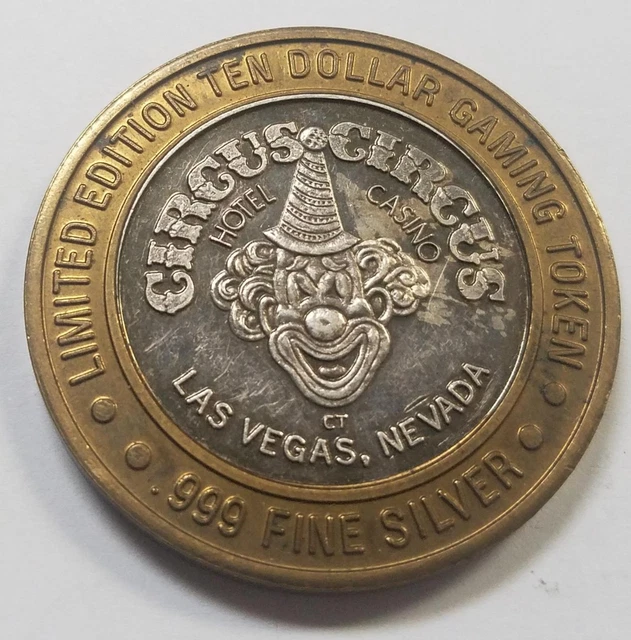 LIMITED EDITION TEN DOLLAR GAMING TOKEN
CIRCUS CIRCUS
HOTEL CASINO
CT
LAS VEGAS, NEVADA
.999 FINE SILVER